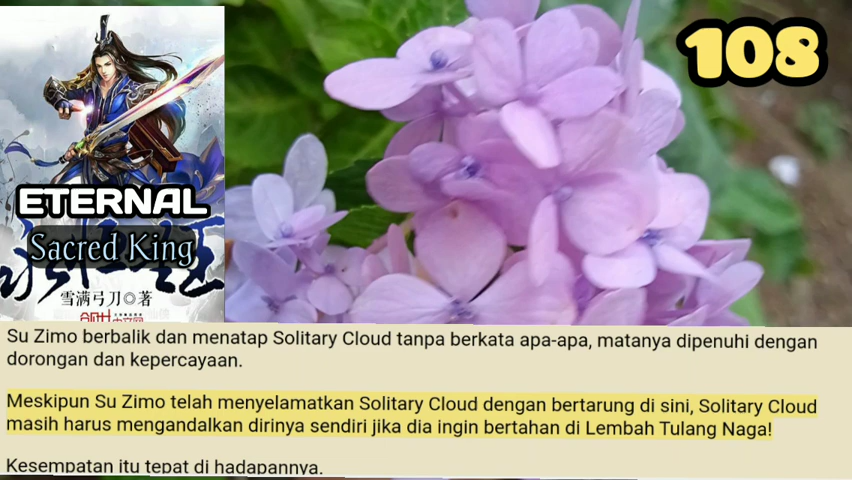 108
ETERNAL
Sacred King
雪满弓刀◎著
Su Zimo berbalik dan menatap Solitary Cloud tanpa berkata apa-apa, matanya dipenuhi dengan
dorongan dan kepercayaan.
Meskipun Su Zimo telah menyelamatkan Solitary Cloud dengan bertarung di sini, Solitary Cloud
masih harus mengandalkan dirinya sendiri jika dia ingin bertahan di Lembah Tulang Naga!
Kesempatan itu tepat di hadapannya.